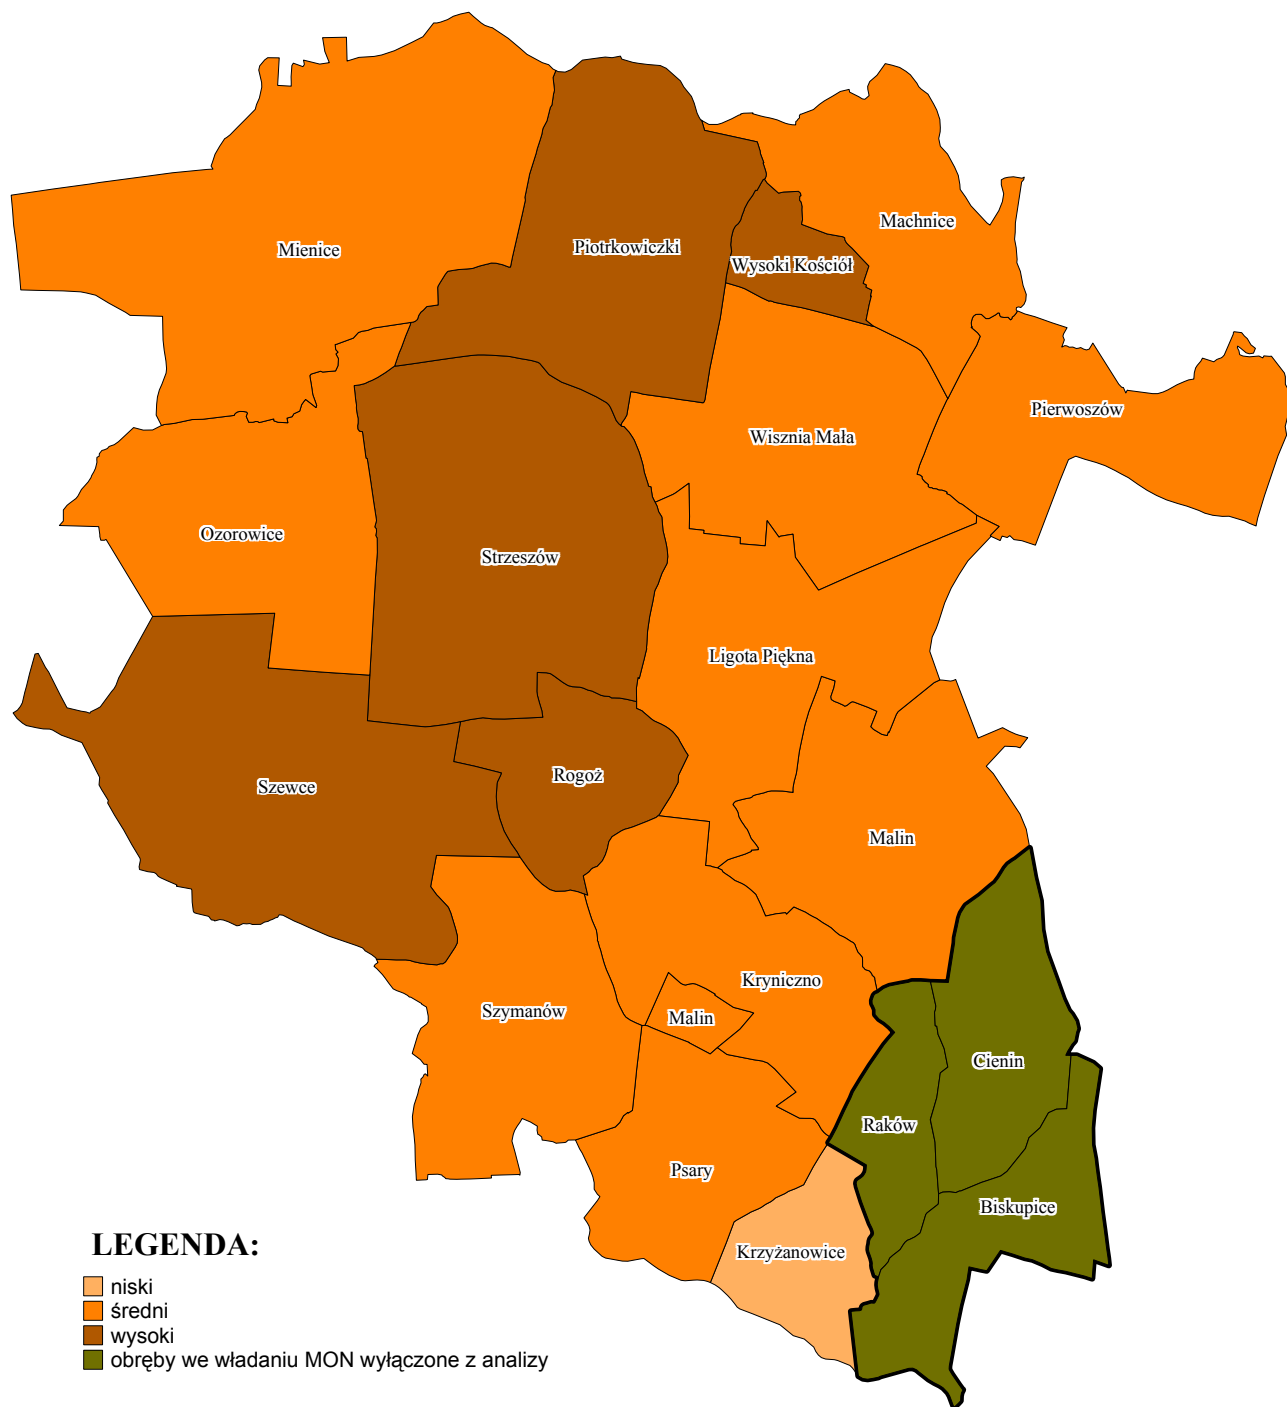 Machnice
Mienice
Piotrkowiczki
Wysoki Kościół
Pierwoszów
Wisznia Mała
Ozorowice
Strzeszów
Ligota Piękna
Rogoż
Szewce
Malin
Kryniczno
Szymanów
Malin
Cienin
Raków
Psary
Biskupice
Krzyżanowice
LEGENDA:
niski
średni
wysoki
obręby we władaniu MON wyłączone z analizy